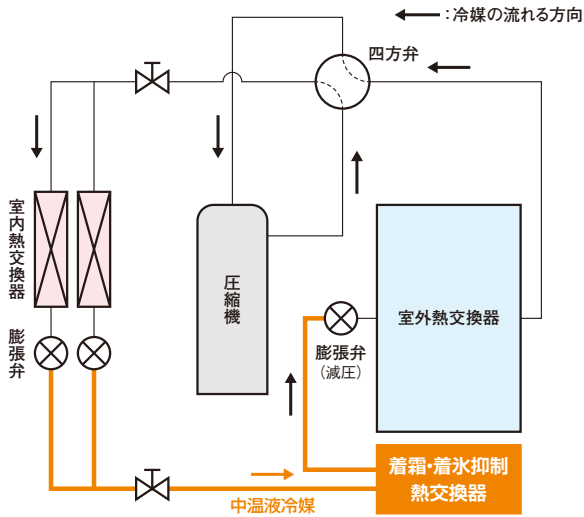 ：冷媒の流れる方向
四方弁
室内熱交換器
圧縮機
室外熱交換器
膨張弁
膨張弁
（減圧）
着霜・着氷抑制
熱交換器
中温液冷媒